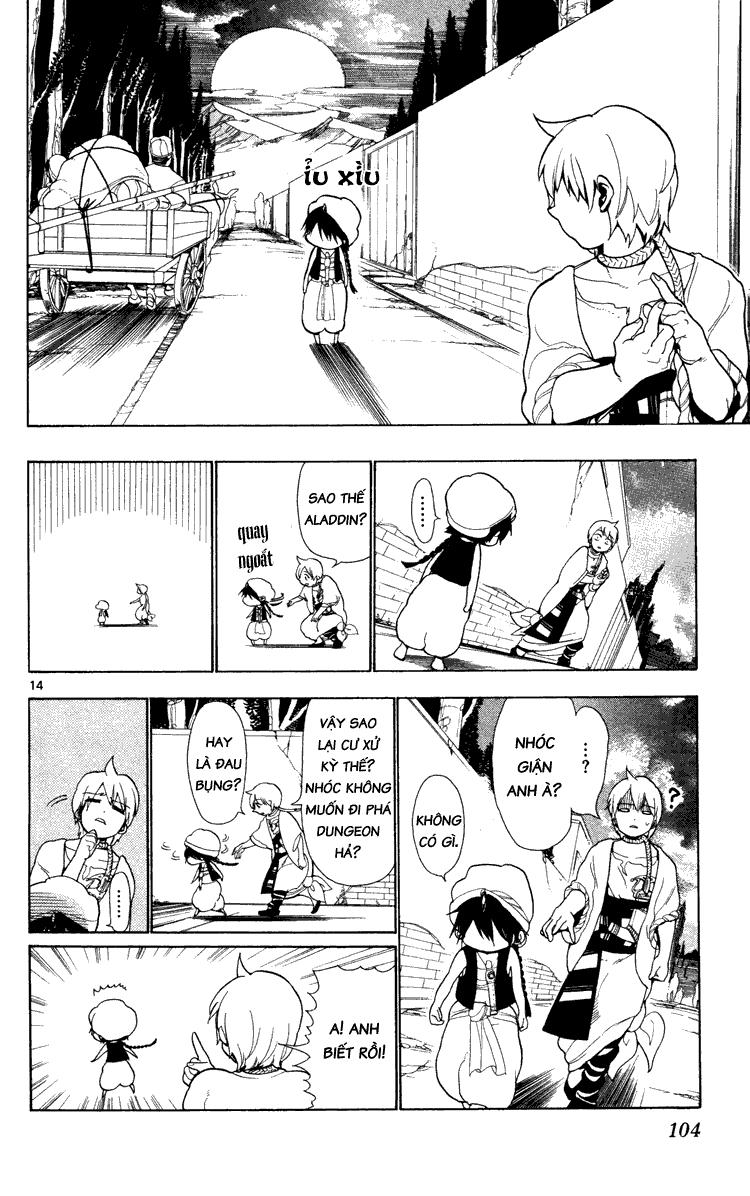 ỉu xìu
.....
SAO THẾ
ALADDIN?
quay
ngoắt
14
...?
NHÓC
GIẬN
ANH À?
KHÔNG
CÓ GÌ.
?
VẬY SAO
LẠI CƯ XỬ
KỲ THẾ?
NHÓC KHÔNG
MUỐN ĐI PHÁ
DUNGEON
HẢ?
HAY
LÀ ĐAU
BỤNG?
.....
A! ANH
BIẾT RỒI!
104